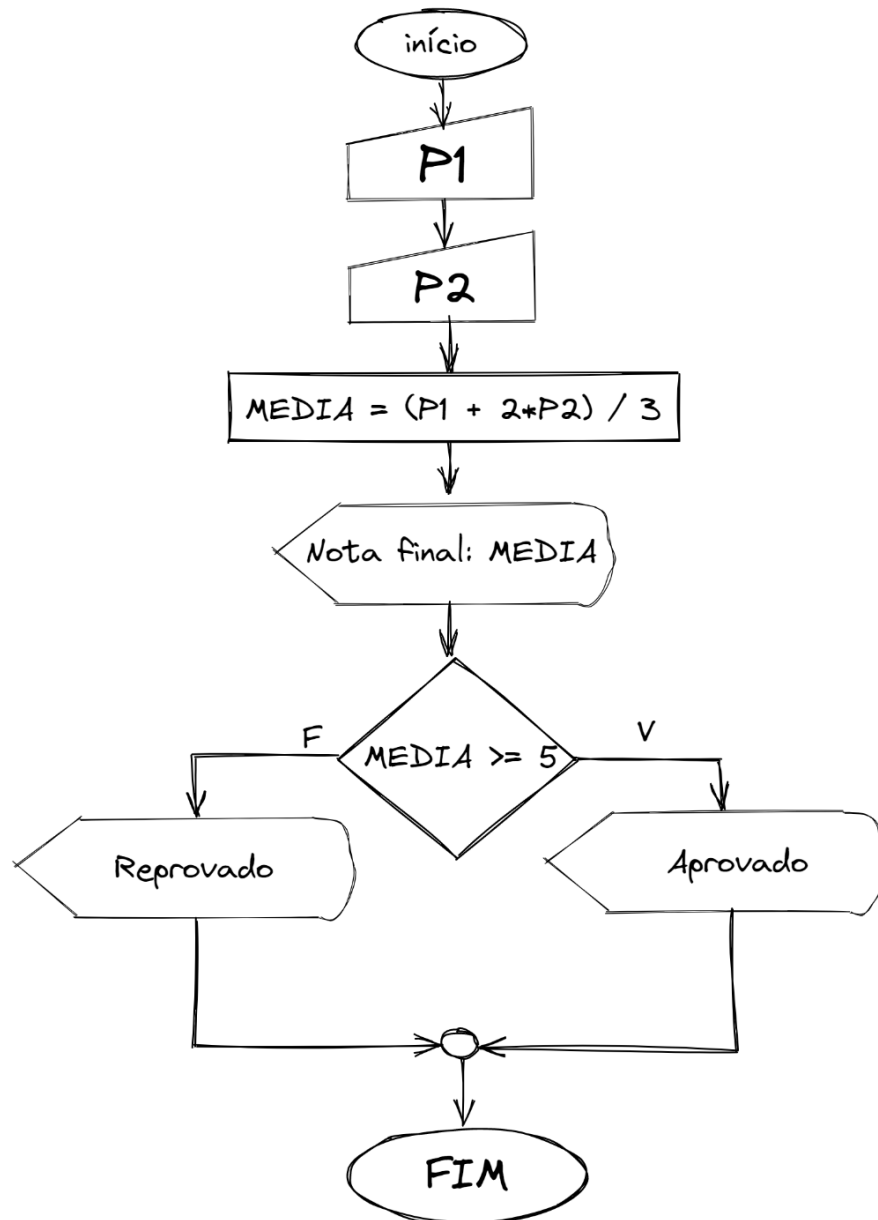 início
P1
P2
MEDIA = (P1 + 2*P2) / 3
Nota final: MEDIA
F
V
MEDIA >= 5
Reprovado
Aprovado
FIM